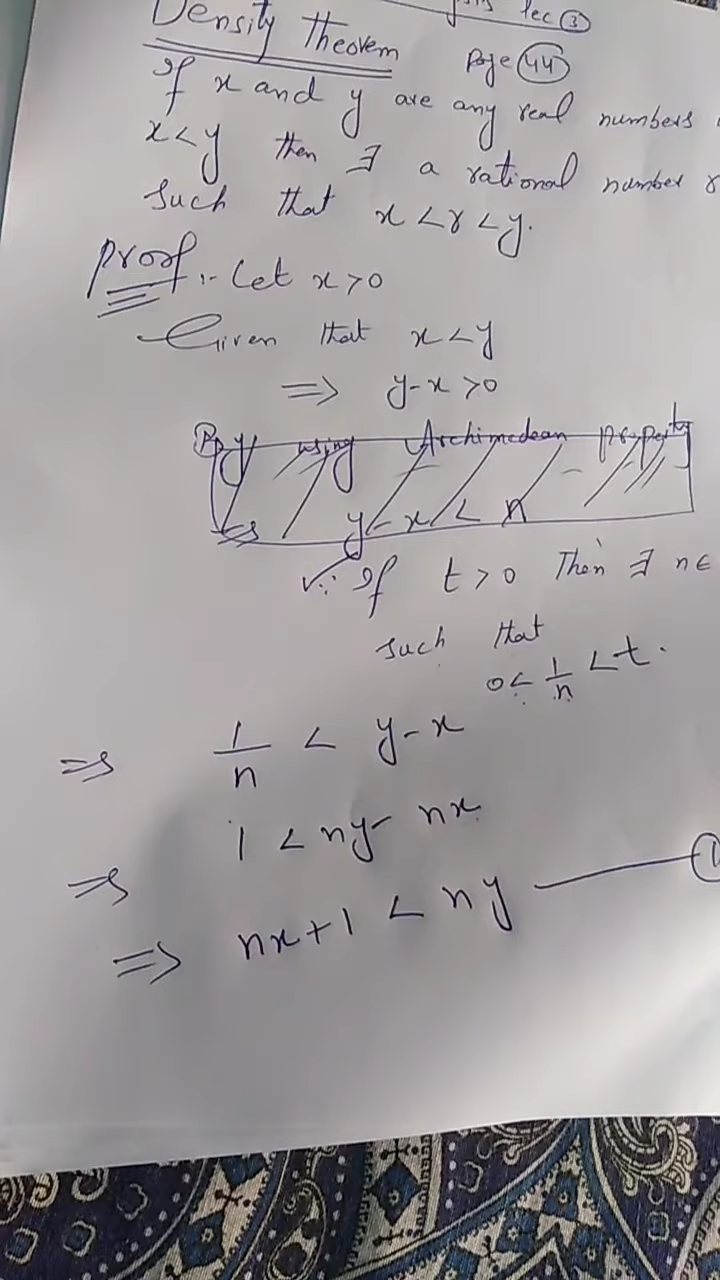 lec ③
Density Theorem
Page 44
If x and y are any real numbers
x < y then ∃ a rational number r
Such that x < r < y.
Proof :- Let x > 0
Given that x < y
⇒ y - x > 0
By using Archimedean property
⇒ y - x < n
∵ If t > 0 Then ∃ n ∈
such that
0 < 1/n < t.
⇒ 1/n < y - x
1 < ny - nx
⇒
⇒ nx + 1 < ny — ①